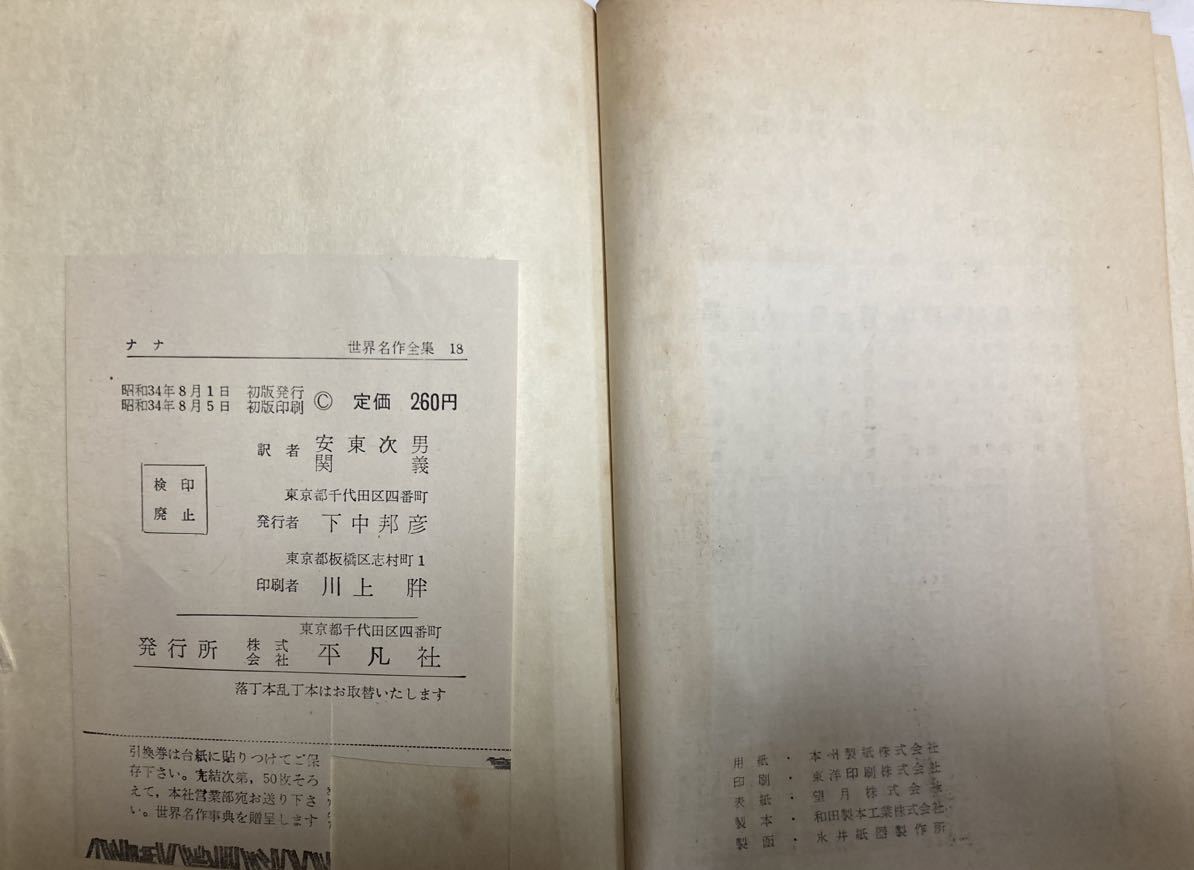 ナナ 世界名作全集 18
昭和34年8月1日 初版発行
昭和34年8月5日 初版印刷
Ⓒ 定価 260円
訳者 安東次男
関義
検印
廃止
東京都千代田区四番町
発行者 下中邦彦
東京都板橋区志村町1
印刷者 川上胖
東京都千代田区四番町
発行所 株式会社 平凡社
落丁本乱丁本はお取替いたします
引換巻は台紙に貼りつけてご保
存下さい。完結次第,50枚そろ
えて,本社営業部宛お送り下さ
い。世界名作事典を贈呈します
用紙・本州製紙株式会社
印刷・東洋印刷株式会社
表紙・望月株式会社
製本・和田製本工業株式会社
製函・永井紙器製作所